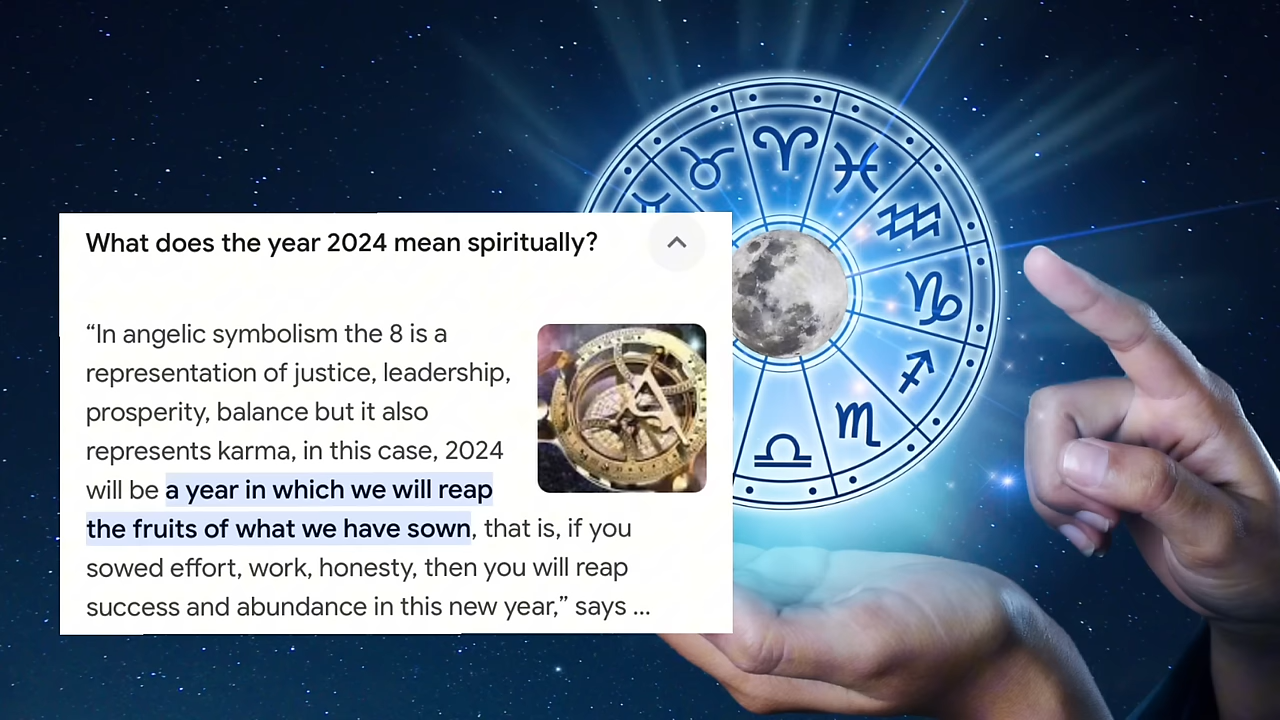 What does the year 2024 mean spiritually?
“In angelic symbolism the 8 is a
representation of justice, leadership,
prosperity, balance but it also
represents karma, in this case, 2024
will be a year in which we will reap
the fruits of what we have sown, that is, if you
sowed effort, work, honesty, then you will reap
success and abundance in this new year,” says ...